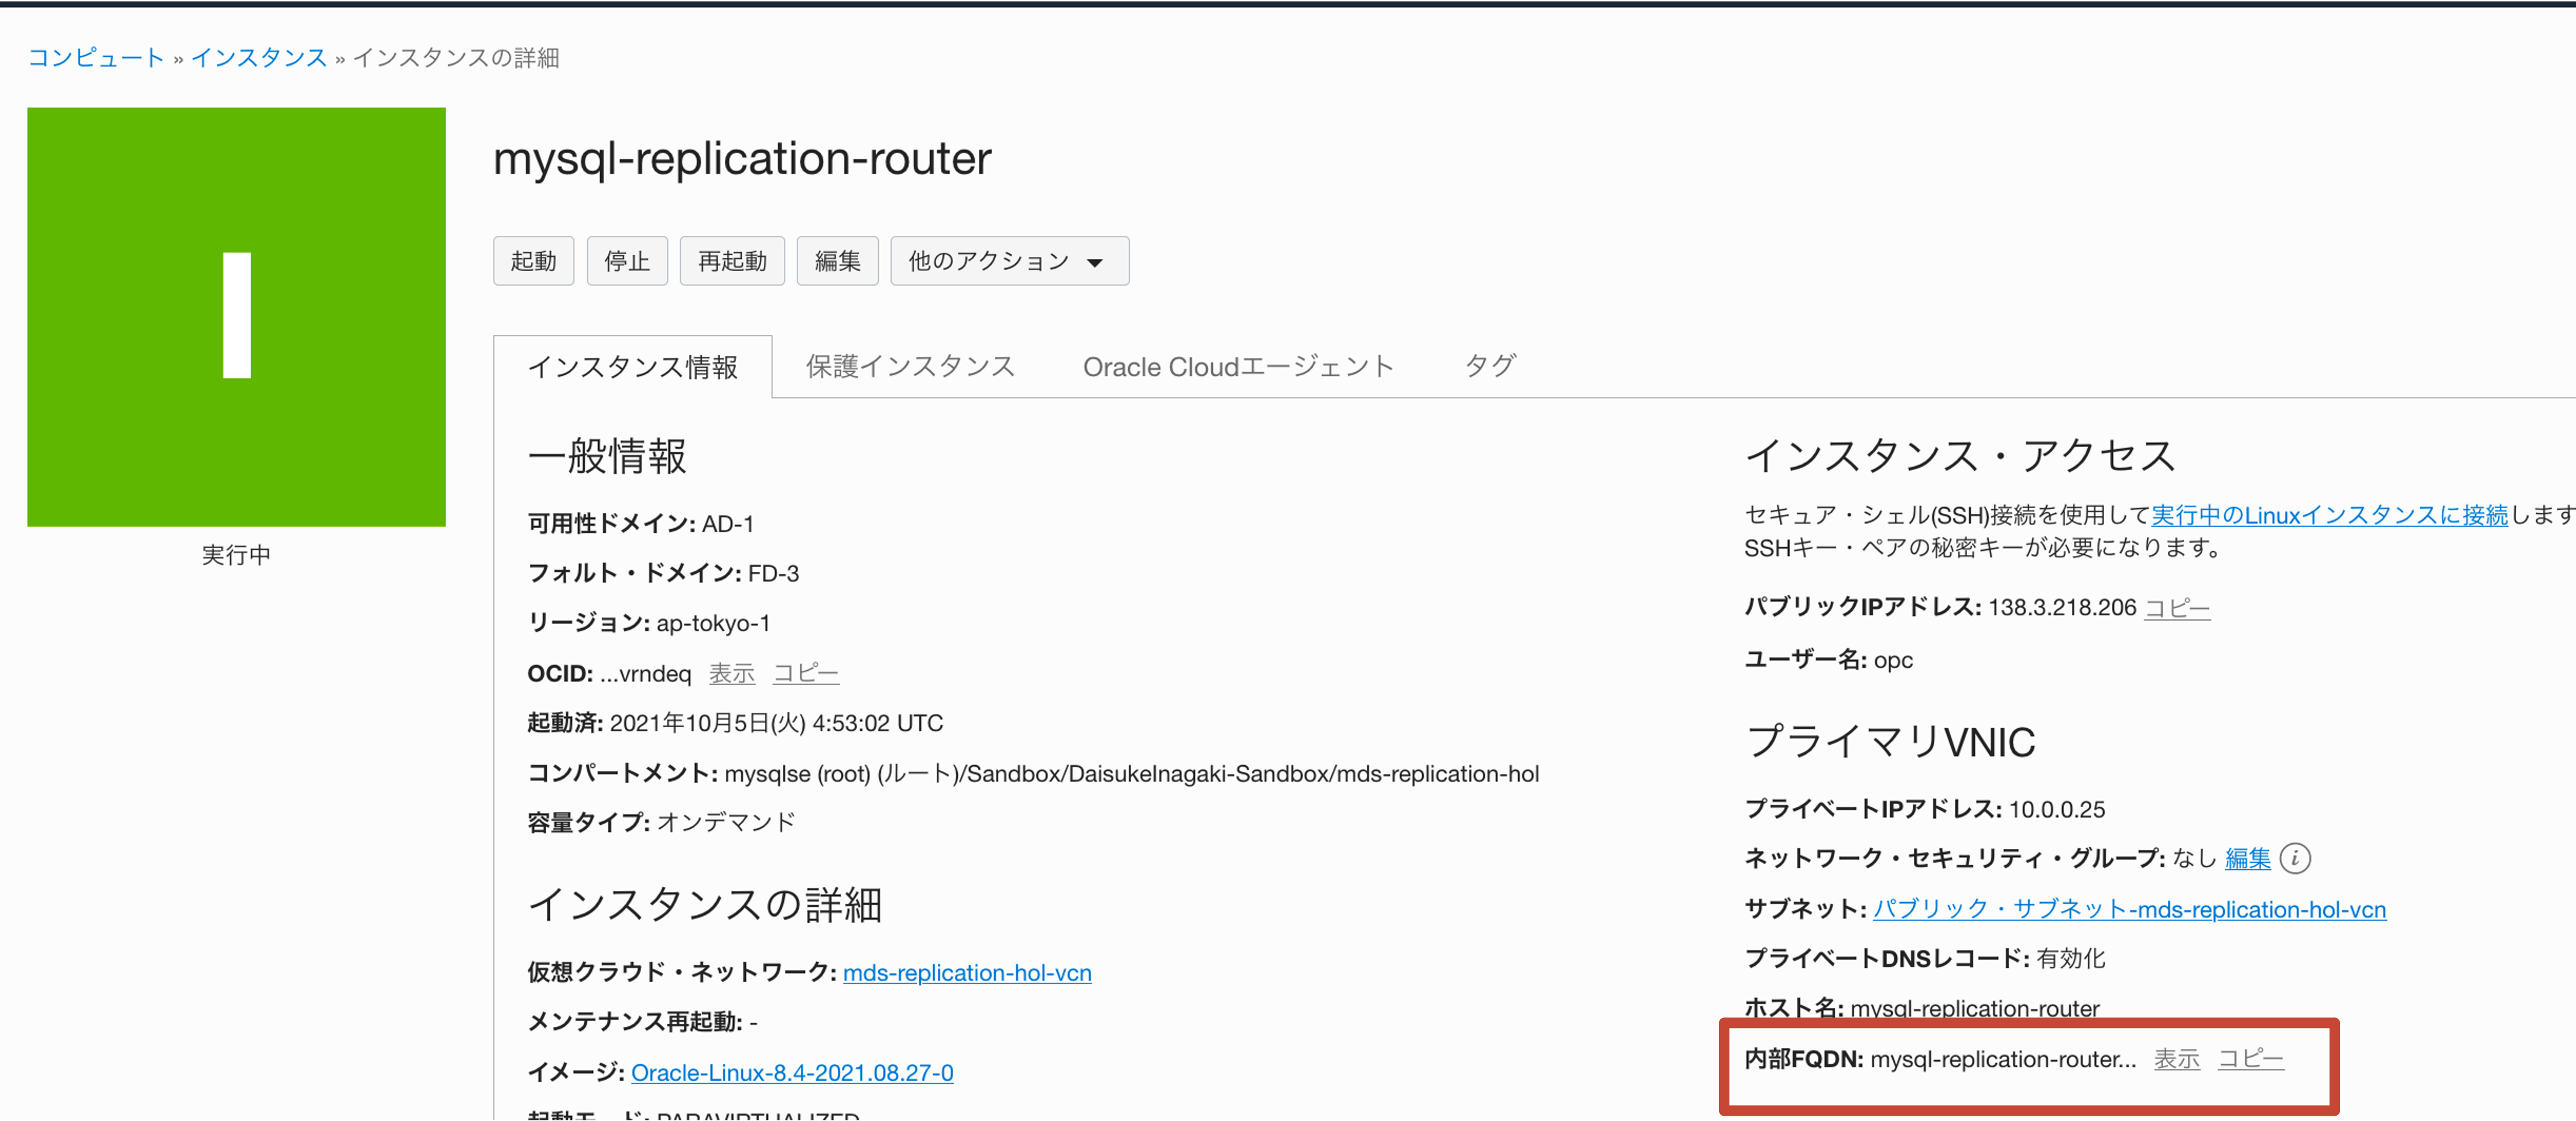 コンピュート » インスタンス » インスタンスの詳細
I
実行中
mysql-replication-router
起動 停止 再起動 編集 他のアクション
インスタンス情報 保護インスタンス Oracle Cloudエージェント タグ
一般情報
可用性ドメイン: AD-1
フォルト・ドメイン: FD-3
リージョン: ap-tokyo-1
OCID: ...vrndeq 表示 コピー
起動済: 2021年10月5日(火) 4:53:02 UTC
コンパートメント: mysqlse (root) (ルート)/Sandbox/DaisukeInagaki-Sandbox/mds-replication-hol
容量タイプ: オンデマンド
インスタンスの詳細
仮想クラウド・ネットワーク: mds-replication-hol-vcn
メンテナンス再起動: -
イメージ: Oracle-Linux-8.4-2021.08.27-0
起動モード: PARAVIRTUALIZED
インスタンス・アクセス
セキュア・シェル(SSH)接続を使用して実行中のLinuxインスタンスに接続します
SSHキー・ペアの秘密キーが必要になります。
パブリックIPアドレス: 138.3.218.206 コピー
ユーザー名: opc
プライマリVNIC
プライベートIPアドレス: 10.0.0.25
ネットワーク・セキュリティ・グループ: なし 編集 i
サブネット: パブリック・サブネット-mds-replication-hol-vcn
プライベートDNSレコード: 有効化
ホスト名: mysql-replication-router
内部FQDN: mysql-replication-router... 表示 コピー